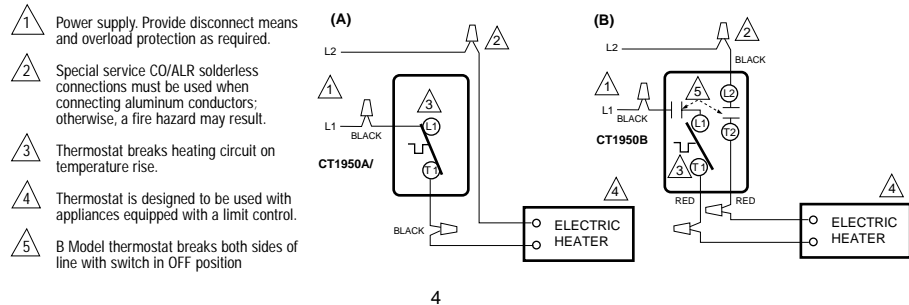 1 Power supply. Provide disconnect means
and overload protection as required.
2 Special service CO/ALR solderless
connections must be used when
connecting aluminum conductors;
otherwise, a fire hazard may result.
3 Thermostat breaks heating circuit on
temperature rise.
4 Thermostat is designed to be used with
appliances equipped with a limit control.
5 B Model thermostat breaks both sides of
line with switch in OFF position
(A)
L2
2
1
3
L1
BLACK
L1
CT1950A/
T1
4
BLACK
ELECTRIC
HEATER
(B)
2
L2
BLACK
1
5
L2
L1
BLACK
L1
T2
CT1950B
3
T1
RED
RED
4
ELECTRIC
HEATER
4